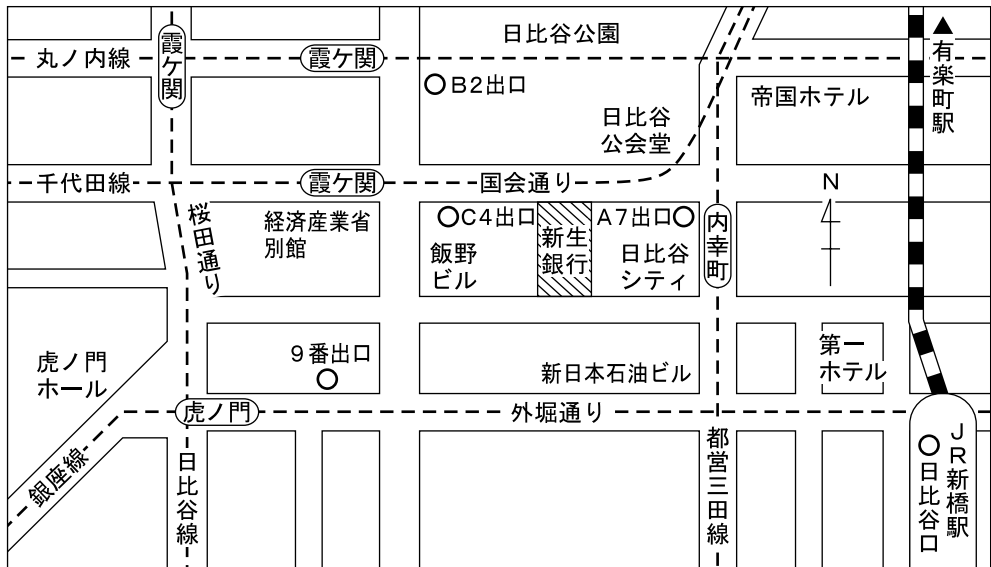 日比谷公園
丸ノ内線
霞ケ関
霞ケ関
▲有楽町駅
B2出口
帝国ホテル
日比谷
公会堂
千代田線
霞ケ関
国会通り
N
桜田通り
経済産業省
別館
C4出口
飯野
ビル
新生
銀行
A7出口
日比谷
シティ
内幸町
虎ノ門
ホール
9番出口
新日本石油ビル
第一
ホテル
虎ノ門
外堀通り
銀座線
日比谷線
都営三田線
JR新橋駅
日比谷口